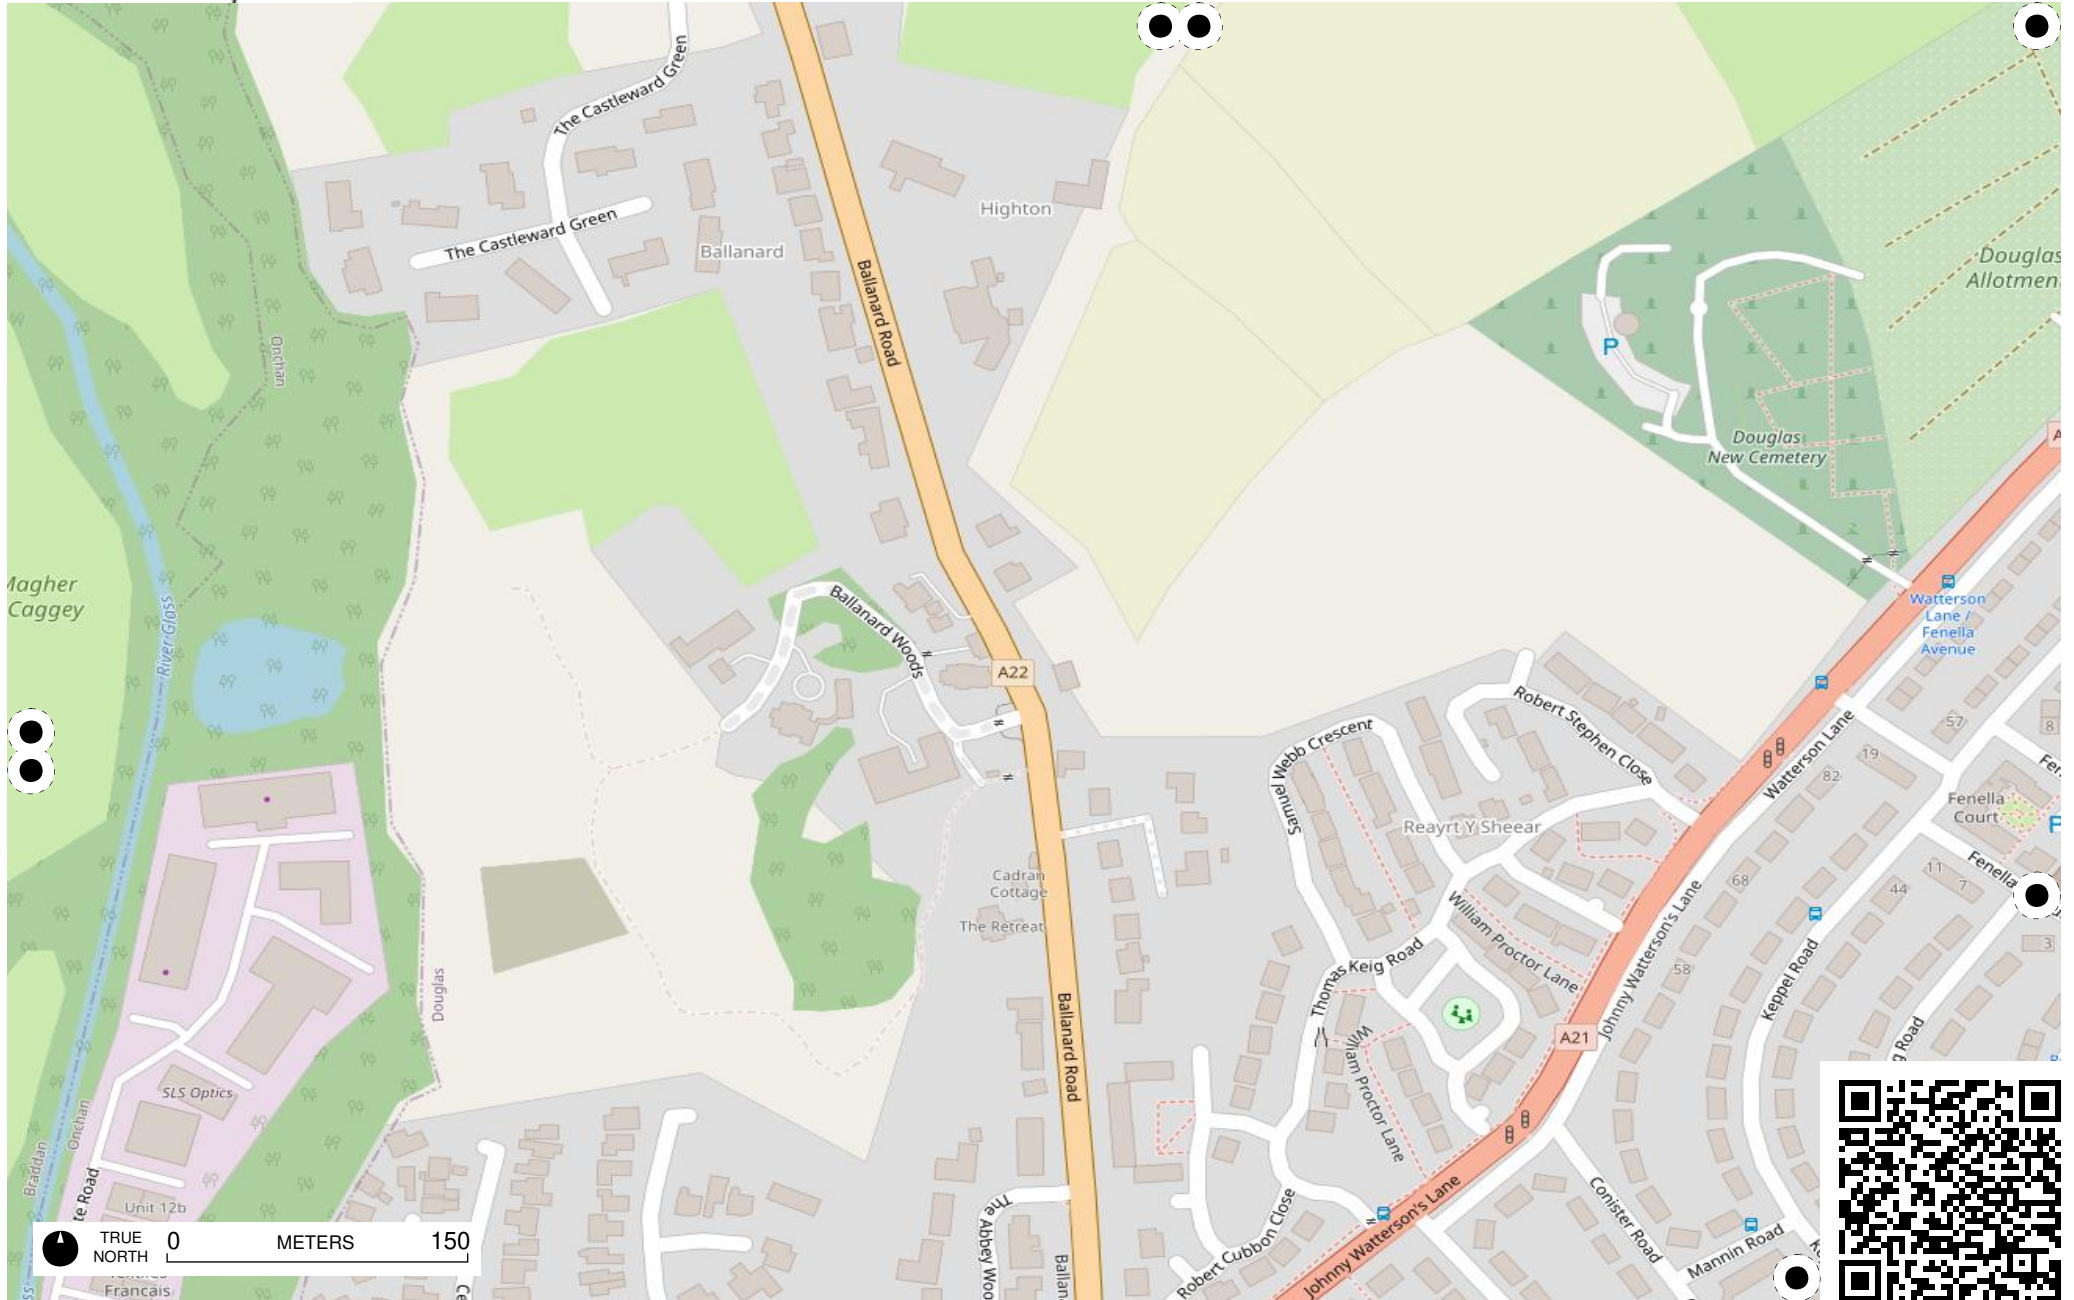 The Castleward Green
The Castleward Green
Ballanard
Highton
Ballanard Road
Onchan
Douglas
New Cemetery
P
Magher
Caggey
River Glass
Ballanard Woods
A22
Watterson
Lane /
Fenella
Avenue
Robert Stephen Close
Samuel Webb Crescent
Watterson Lane
57
8
19
82
Reayrt Y Sheear
Fenella
Court
P
Fenella
11
7
44
68
3
58
Cadran
Cottage
The Retreat
William Proctor Lane
Thomas Keig Road
Johnny Watterson's Lane
Keppel Road
Douglas
Ballanard Road
A21
William Proctor Lane
SLS Optics
Onchan
Braddan
Unit 12b
The Abbey Woo
Robert Cubbon Close
Johnny Watterson's Lane
Conister Road
Mannin Road
TRUE
NORTH
0 METERS 150
Francais